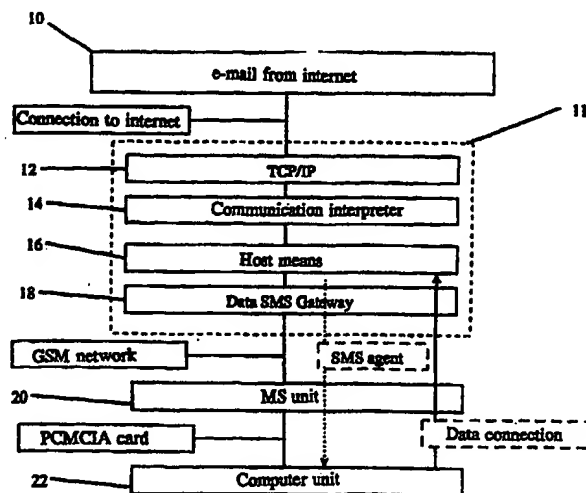 10
e-mail from internet
Connection to internet
11
12
TCP/IP
14
Communication interpreter
16
Host means
18
Data SMS Gateway
GSM network
SMS agent
20
MS unit
PCMCIA card
Data connection
22
Computer unit